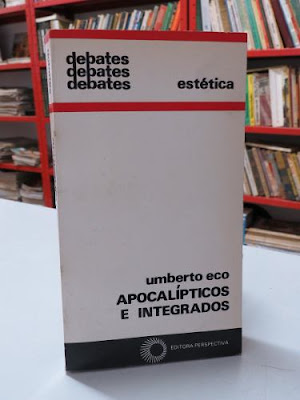 debates
debates
debates
estética
umberto eco
APOCALÍPTICOS
E INTEGRADOS
EDITORA PERSPECTIVA